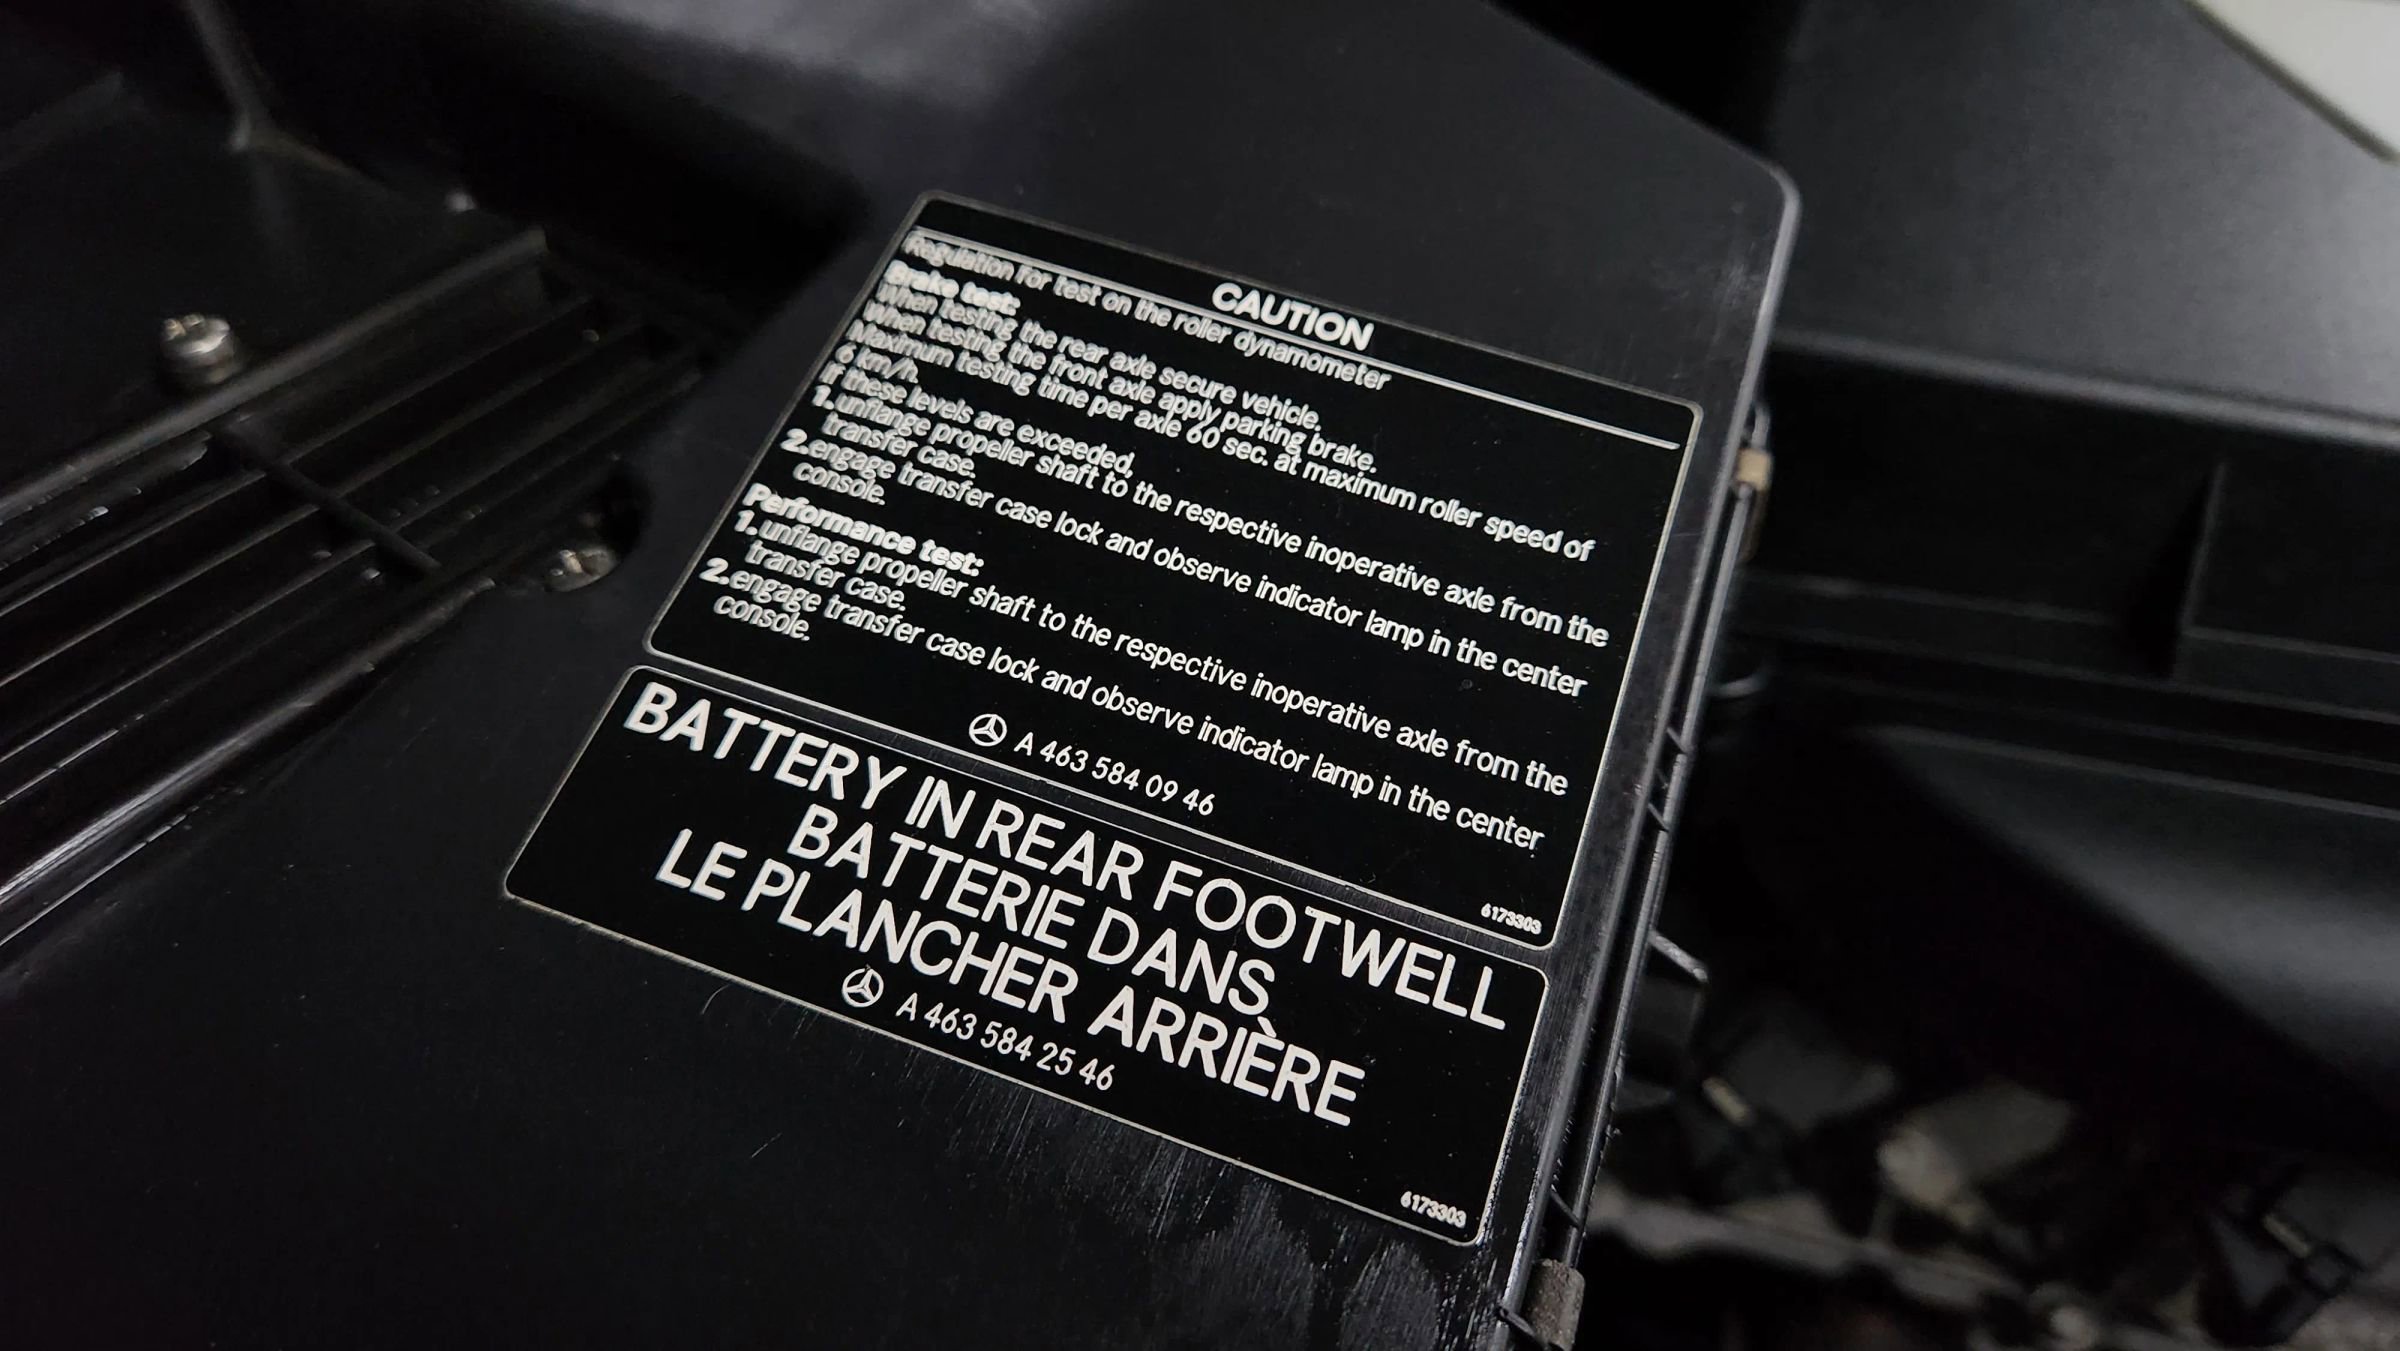 CAUTION
Regulation for test on the roller dynamometer
Brake test:
When testing the rear axle secure vehicle.
When testing the front axle apply parking brake.
Maximum testing time per axle 60 sec. at maximum roller speed of
6 km/h.
If these levels are exceeded,
1. unflange propeller shaft to the respective inoperative axle from the
transfer case.
2. engage transfer case lock and observe indicator lamp in the center
console.
Performance test:
1. unflange propeller shaft to the respective inoperative axle from the
transfer case.
2. engage transfer case lock and observe indicator lamp in the center
console.
A 463 584 09 46
6173303
BATTERY IN REAR FOOTWELL
BATTERIE DANS
LE PLANCHER ARRIÈRE
A 463 584 25 46
6173303